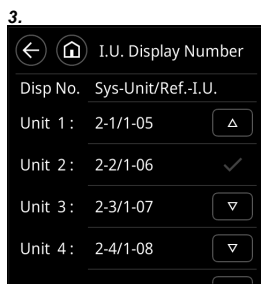 3.
I.U. Display Number
Disp No. Sys-Unit/Ref.-I.U.
Unit 1: 2-1/1-05
Unit 2: 2-2/1-06
Unit 3: 2-3/1-07
Unit 4: 2-4/1-08